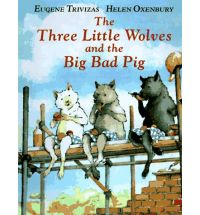 EUGENE TRIVIZAS HELEN OXENBURY
The
Three Little Wolves
and the
Big Bad Pig